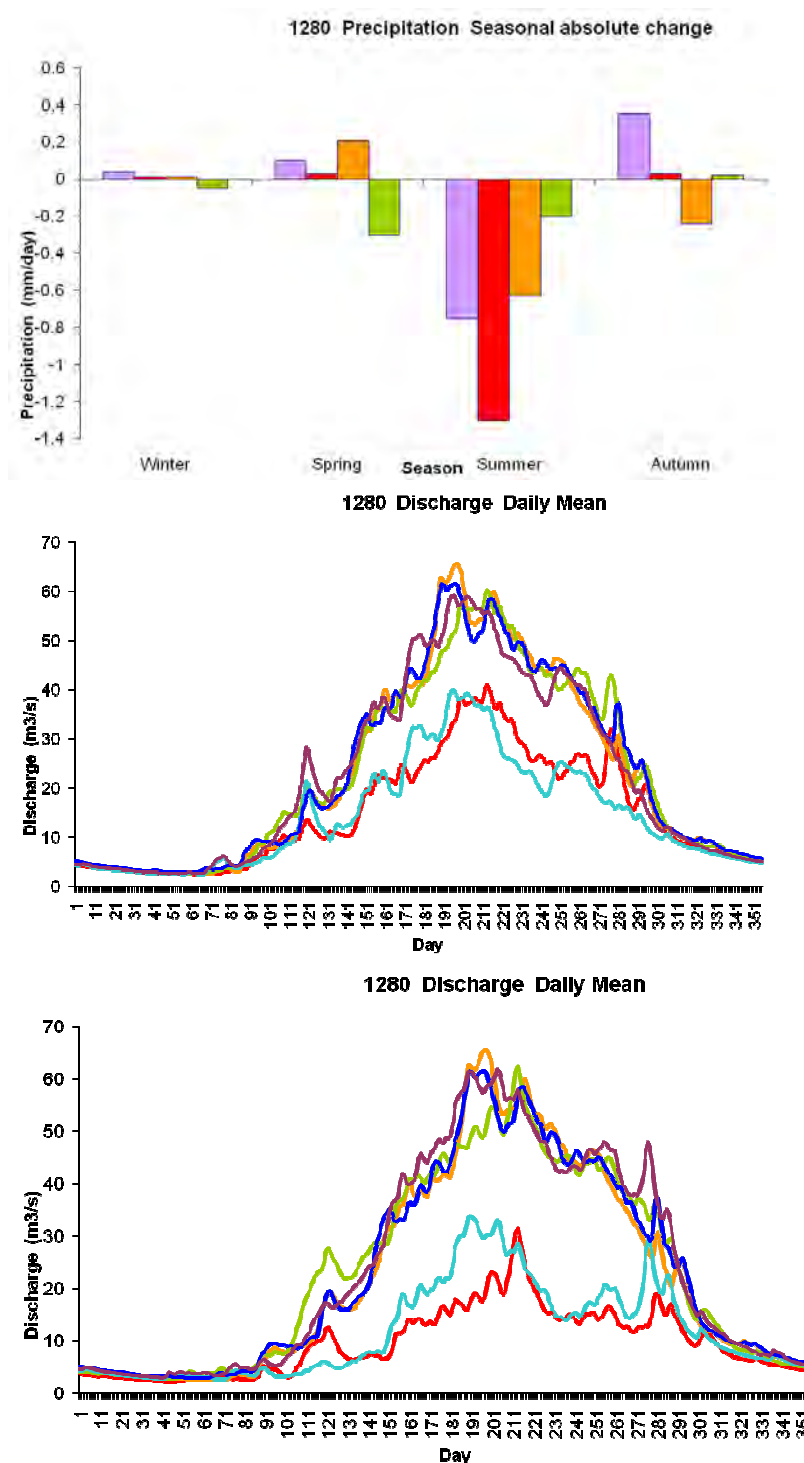 1280 Precipitation Seasonal absolute change
Precipitation (mm/day)
0.6
0.4
0.2
0
-0.2
-0.4
-0.6
-0.8
-1
-1.2
-1.4
Winter Spring Season Summer Autumn
1280 Discharge Daily Mean
Discharge (m3/s)
70
60
50
40
30
20
10
0
1 11 21 31 41 51 61 71 81 91 101 111 121 131 141 151 161 171 181 191 201 211 221 231 241 251 261 271 281 291 301 311 321 331 341 351
Day
1280 Discharge Daily Mean
Discharge (m3/s)
70
60
50
40
30
20
10
0
1 11 21 31 41 51 61 71 81 91 101 111 121 131 141 151 161 171 181 191 201 211 221 231 241 251 261 271 281 291 301 311 321 331 341 351
Day